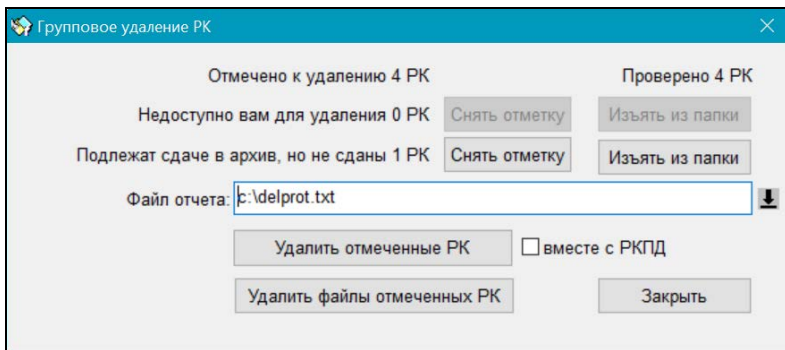 Групповое удаление РК
Отмечено к удалению 4 РК Проверено 4 РК
Недоступно вам для удаления 0 РК Снять отметку Изъять из папки
Подлежат сдаче в архив, но не сданы 1 РК Снять отметку Изъять из папки
Файл отчета: c:\delprot.txt
Удалить отмеченные РК вместе с РКПД
Удалить файлы отмеченных РК Закрыть